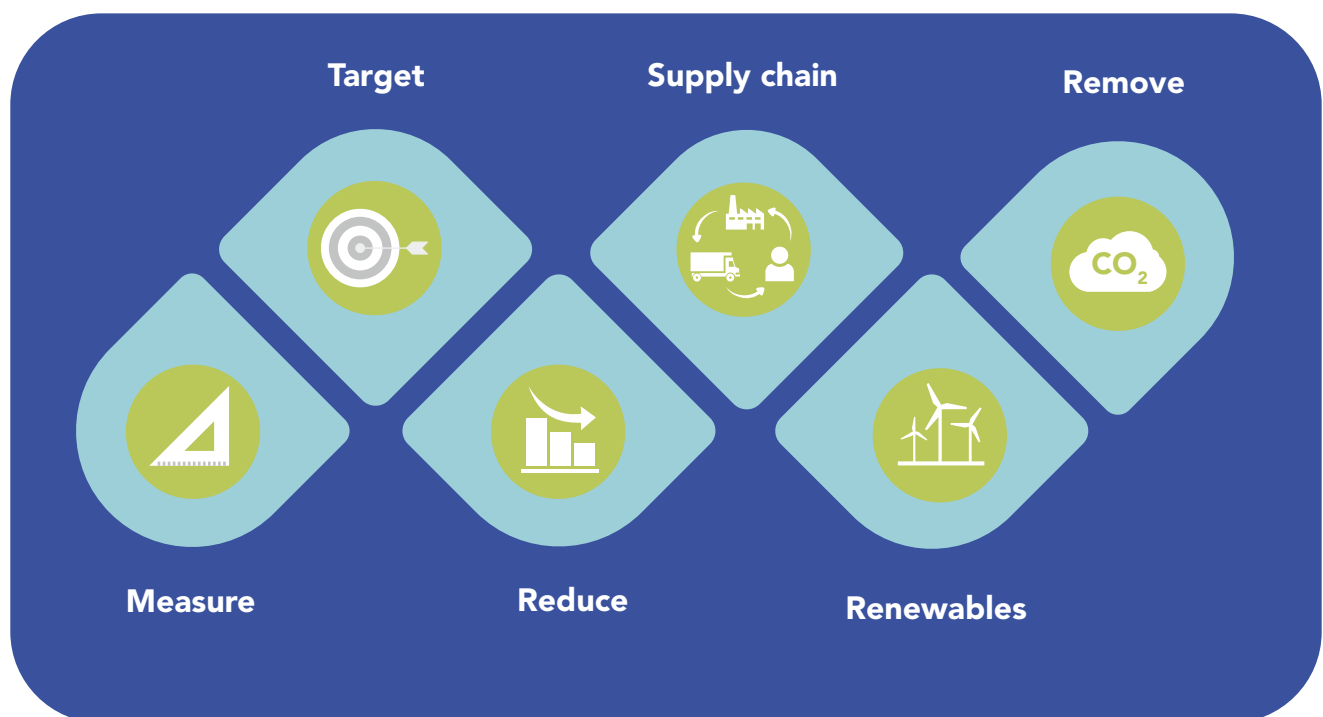 Target
Supply chain
Remove
CO₂
Measure
Reduce
Renewables